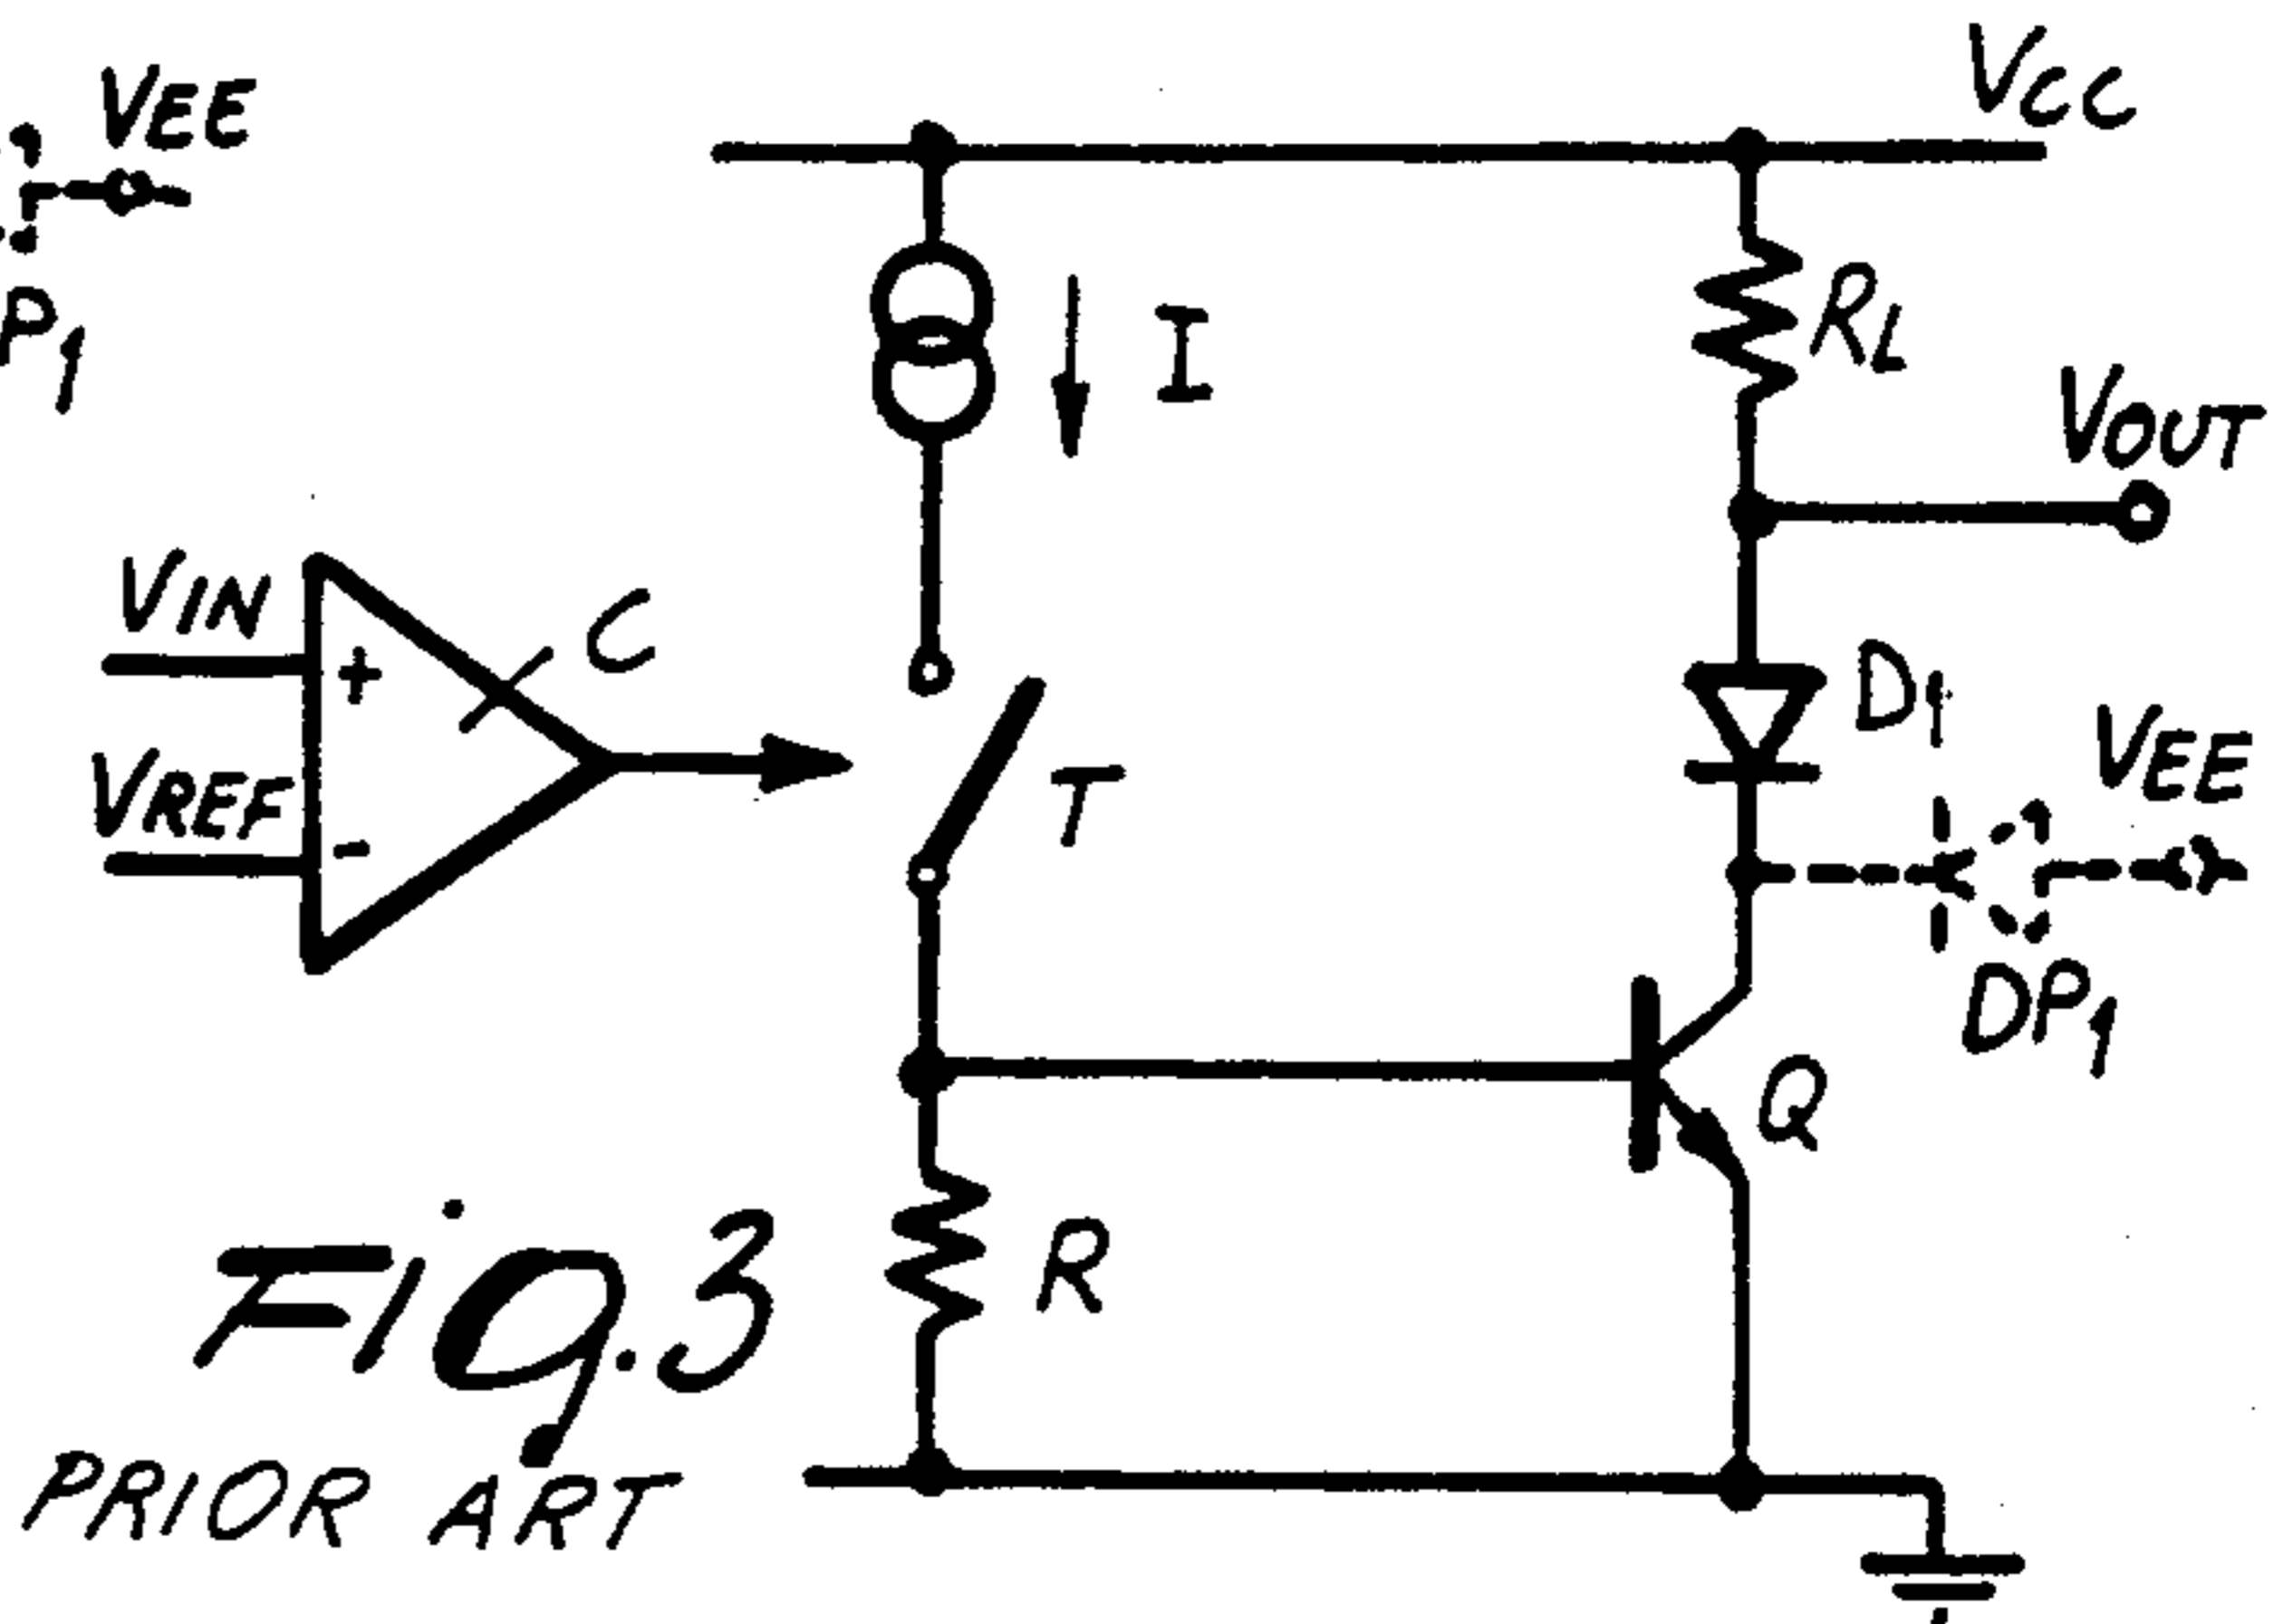 VEE
P1
VCC
I
RL
VOUT
VIN
+
C
VREF
-
T
D1
VEE
DP1
Q
R
Fig.3
PRIOR ART